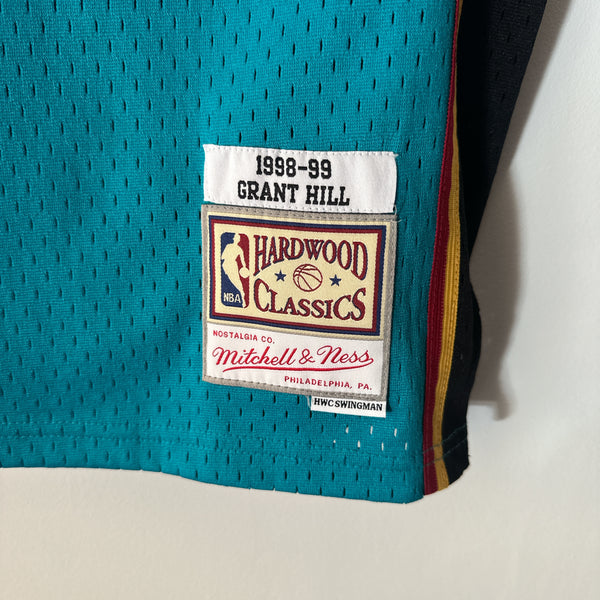 1998-99
GRANT HILL
HARDWOOD
CLASSICS
NBA
NOSTALGIA CO.
Mitchell & Ness
PHILADELPHIA, PA.
HWC SWINGMAN